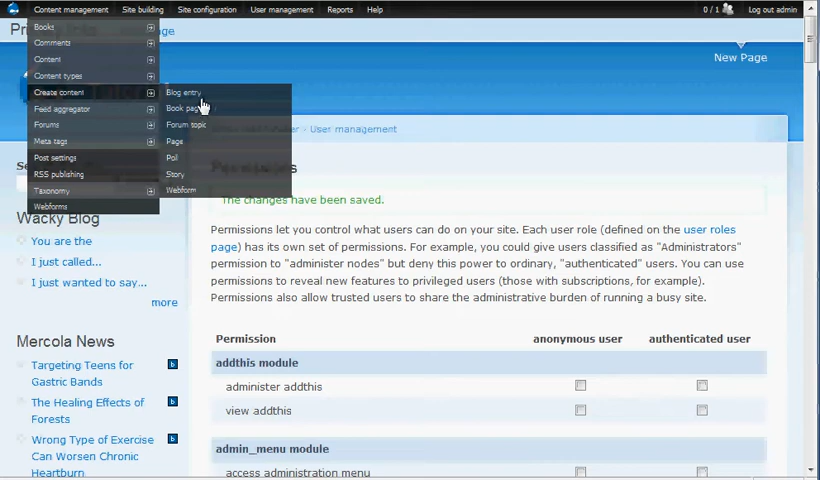 Content management Site building Site configuration User management Reports Help 0 / 1 Log out admin
Books
Comments
Content
Content types
Create content
Feed aggregator
Forums
Meta tags
Post settings
RSS publishing
Taxonomy
Webforms
Blog entry
Book page
Forum topic
Page
Poll
Story
Webform
New Page
User management
Permissions
The changes have been saved.
Permissions let you control what users can do on your site. Each user role (defined on the user roles
page) has its own set of permissions. For example, you could give users classified as "Administrators"
permission to "administer nodes" but deny this power to ordinary, "authenticated" users. You can use
permissions to reveal new features to privileged users (those with subscriptions, for example).
Permissions also allow trusted users to share the administrative burden of running a busy site.
Permission anonymous user authenticated user
addthis module
administer addthis
view addthis
admin_menu module
access administration menu
Wacky Blog
You are the
I just called...
I just wanted to say...
more
Mercola News
Targeting Teens for
Gastric Bands
The Healing Effects of
Forests
Wrong Type of Exercise
Can Worsen Chronic
Heartburn